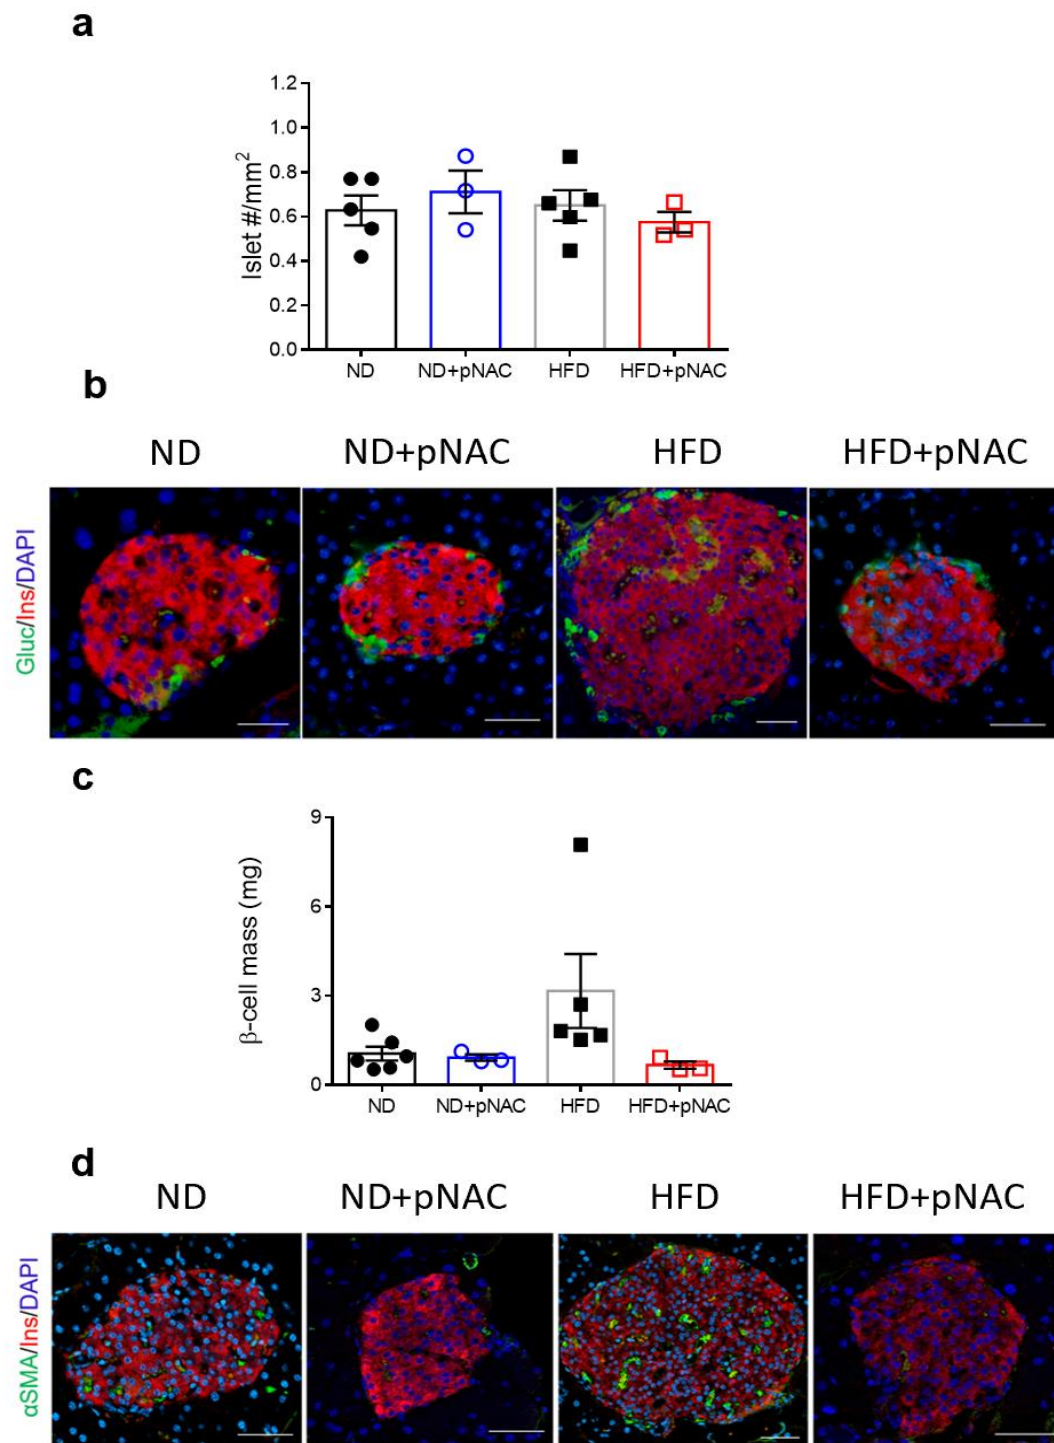 a
1.2
1.0
0.8
0.6
0.4
0.2
0.0
Islet #/mm²
ND ND+pNAC HFD HFD+pNAC
b
ND ND+pNAC HFD HFD+pNAC
Gluc/Ins/DAPI
c
9
6
3
0
β-cell mass (mg)
ND ND+pNAC HFD HFD+pNAC
d
ND ND+pNAC HFD HFD+pNAC
αSMA/Ins/DAPI